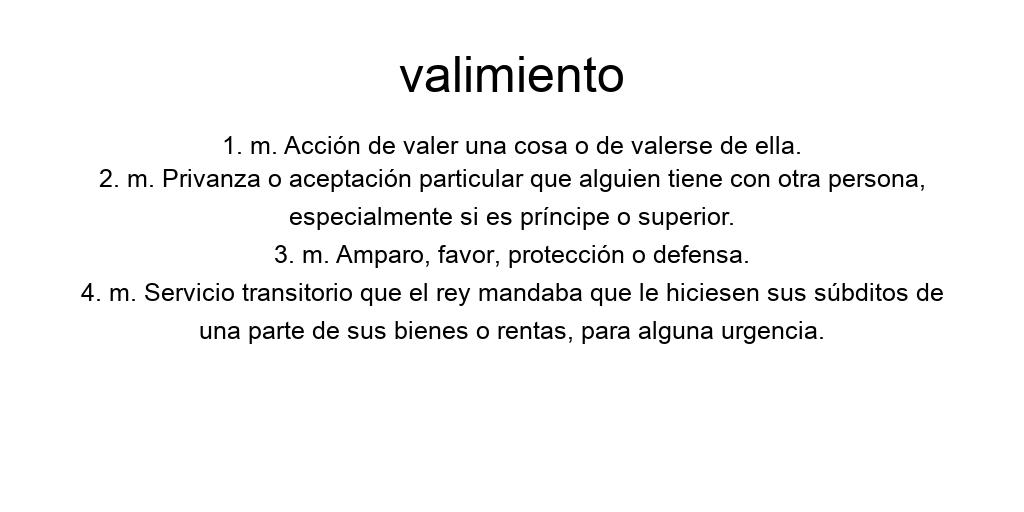 valimiento
1. m. Acción de valer una cosa o de valerse de ella.
2. m. Privanza o aceptación particular que alguien tiene con otra persona,
especialmente si es príncipe o superior.
3. m. Amparo, favor, protección o defensa.
4. m. Servicio transitorio que el rey mandaba que le hiciesen sus súbditos de
una parte de sus bienes o rentas, para alguna urgencia.